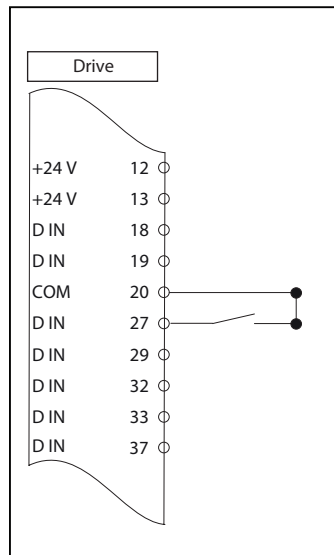 Drive
+24 V 12
+24 V 13
D IN 18
D IN 19
COM 20
D IN 27
D IN 29
D IN 32
D IN 33
D IN 37